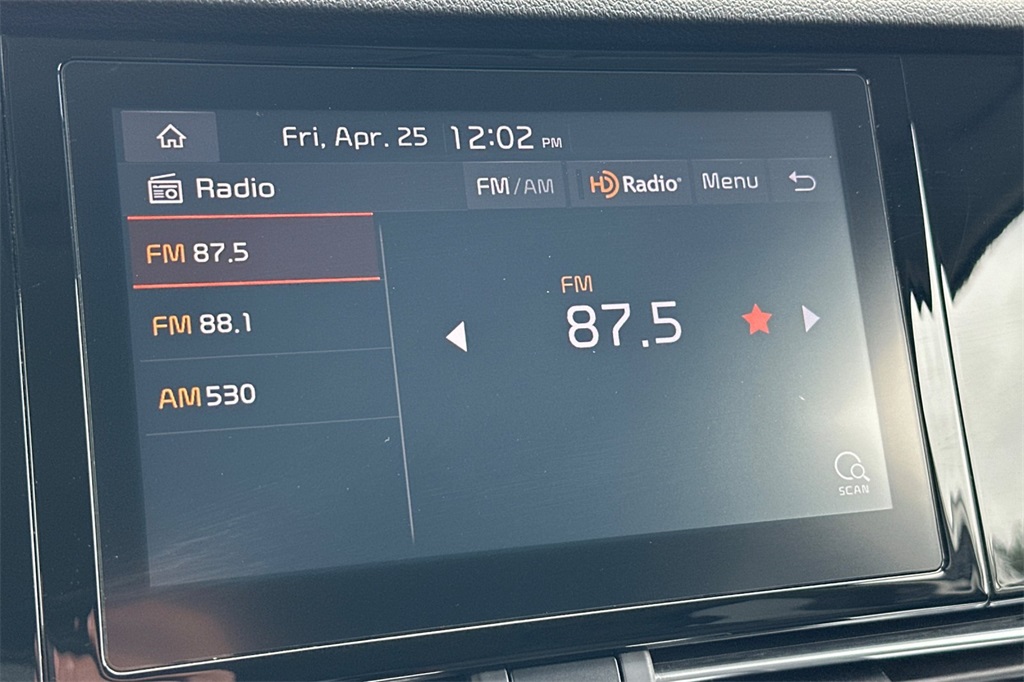 Fri, Apr. 25 12:02 PM
Radio FM/AM HD Radio® Menu
FM 87.5
FM 88.1
AM 530
FM
87.5
SCAN